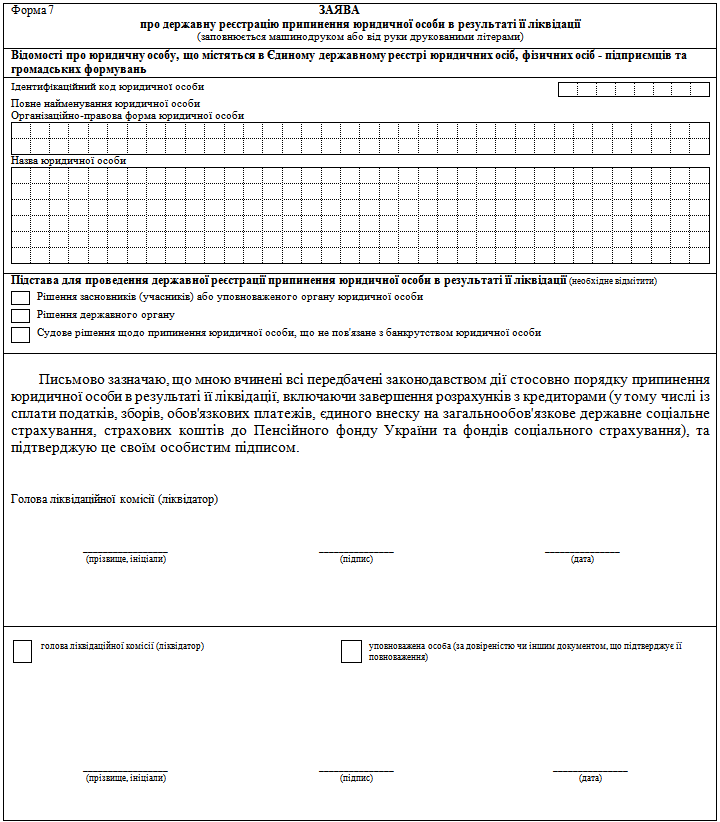 Форма 7
ЗАЯВА
про державну реєстрацію припинення юридичної особи в результаті її ліквідації
(заповнюється машинодруком або від руки друкованими літерами)
Відомості про юридичну особу, що містяться в Єдиному державному реєстрі юридичних осіб, фізичних осіб - підприємців та
громадських формувань
Ідентифікаційний код юридичної особи
Повне найменування юридичної особи
Організаційно-правова форма юридичної особи
Назва юридичної особи
Підстава для проведення державної реєстрації припинення юридичної особи в результаті її ліквідації (необхідне відмітити)
Рішення засновників (учасників) або уповноваженого органу юридичної особи
Рішення державного органу
Судове рішення щодо припинення юридичної особи, що не пов'язане з банкрутством юридичної особи
Письмово зазначаю, що мною вчинені всі передбачені законодавством дії стосовно порядку припинення
юридичної особи в результаті її ліквідації, включаючи завершення розрахунків з кредиторами (у тому числі із
сплати податків, зборів, обов'язкових платежів, єдиного внеску на загальнообов'язкове державне соціальне
страхування, страхових коштів до Пенсійного фонду України та фондів соціального страхування), та
підтверджую це своїм особистим підписом.
Голова ліквідаційної комісії (ліквідатор)
(прізвище, ініціали) (підпис) (дата)
голова ліквідаційної комісії (ліквідатор)
уповноважена особа (за довіреністю чи іншим документом, що підтверджує її
повноваження)
(прізвище, ініціали) (підпис) (дата)